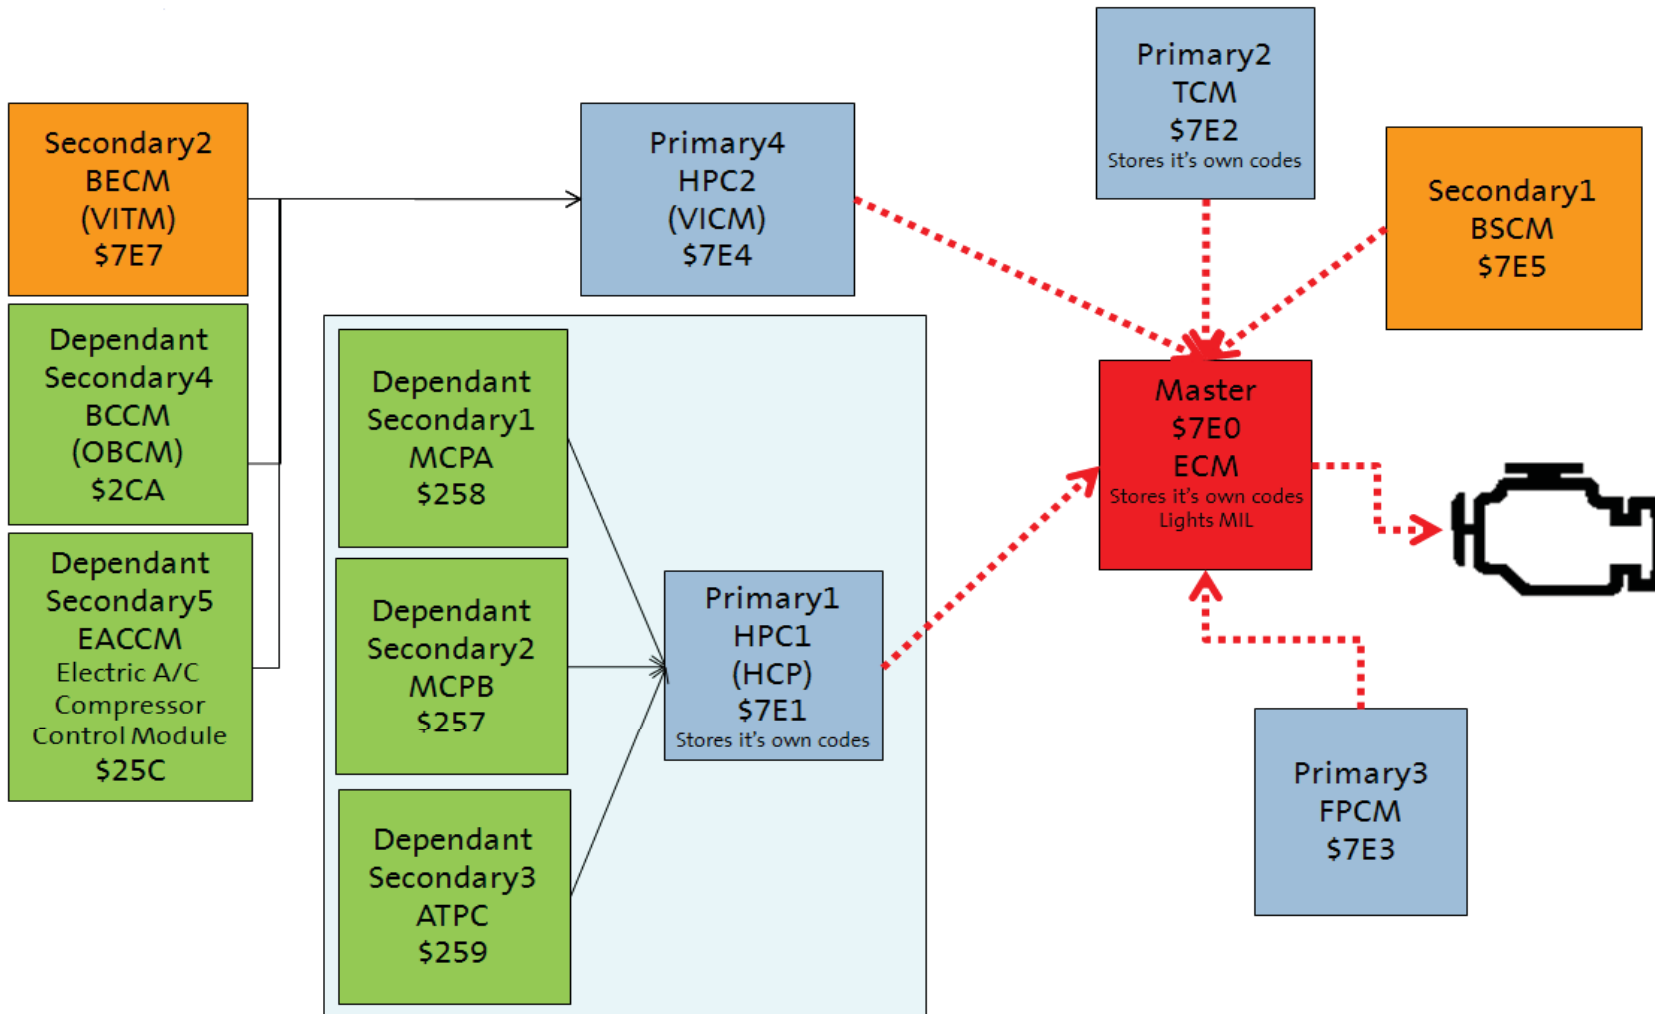 Secondary2
BECM
(VITM)
$7E7
Dependant
Secondary4
BCCM
(OBCM)
$2CA
Dependant
Secondary5
EACCM
Electric A/C
Compressor
Control Module
$25C
Primary4
HPC2
(VICM)
$7E4
Dependant
Secondary1
MCPA
$258
Dependant
Secondary2
MCPB
$257
Dependant
Secondary3
ATPC
$259
Primary1
HPC1
(HCP)
$7E1
Stores it's own codes
Primary2
TCM
$7E2
Stores it's own codes
Secondary1
BSCM
$7E5
Master
$7E0
ECM
Stores it's own codes
Lights MIL
Primary3
FPCM
$7E3